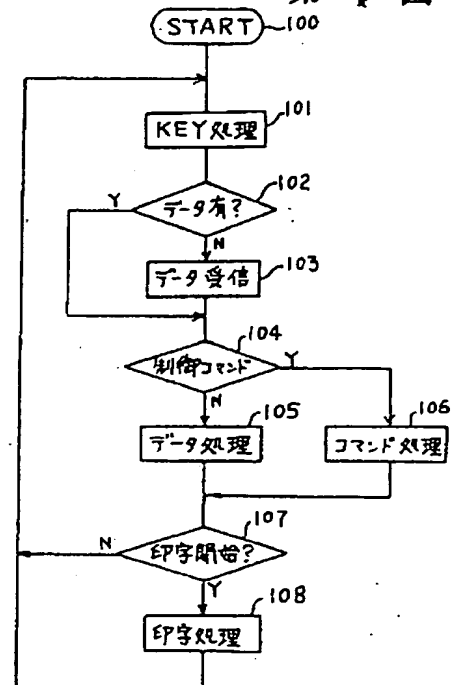 START 100
KEY処理 101
データ有? 102
Y
N
データ受信 103
制御コマンド 104
Y
N
データ処理 105
コマンド処理 106
印字開始? 107
N
Y
印字処理 108